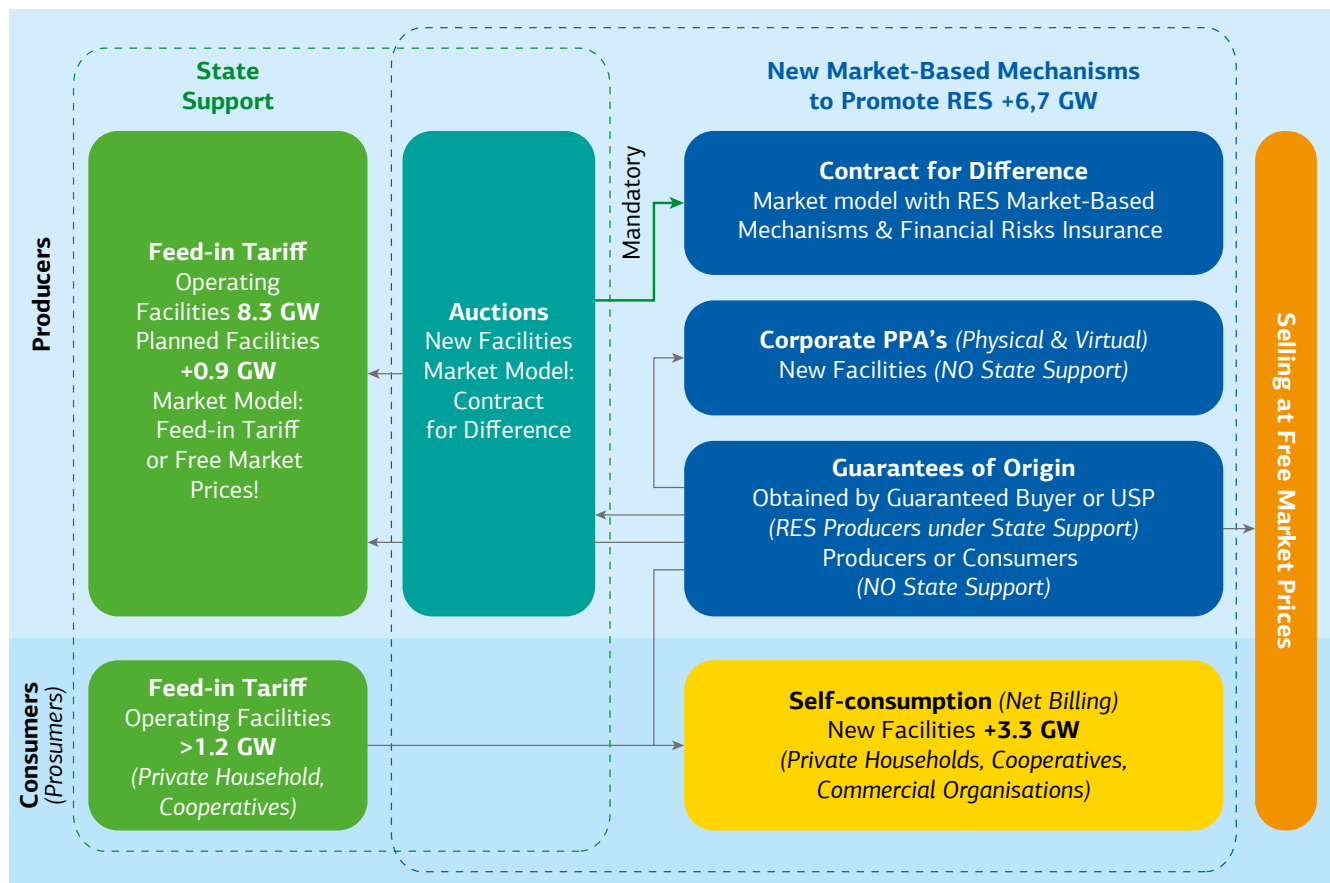 State
Support
New Market-Based Mechanisms
to Promote RES +6,7 GW
Producers
Feed-in Tariff
Operating
Facilities 8.3 GW
Planned Facilities
+0.9 GW
Market Model:
Feed-in Tariff
or Free Market
Prices!
Auctions
New Facilities
Market Model:
Contract
for Difference
Mandatory
Contract for Difference
Market model with RES Market-Based
Mechanisms & Financial Risks Insurance
Corporate PPA's (Physical & Virtual)
New Facilities (NO State Support)
Guarantees of Origin
Obtained by Guaranteed Buyer or USP
(RES Producers under State Support)
Producers or Consumers
(NO State Support)
Selling at Free Market Prices
Consumers
(Prosumers)
Feed-in Tariff
Operating Facilities
>1.2 GW
(Private Household,
Cooperatives)
Self-consumption (Net Billing)
New Facilities +3.3 GW
(Private Households, Cooperatives,
Commercial Organisations)